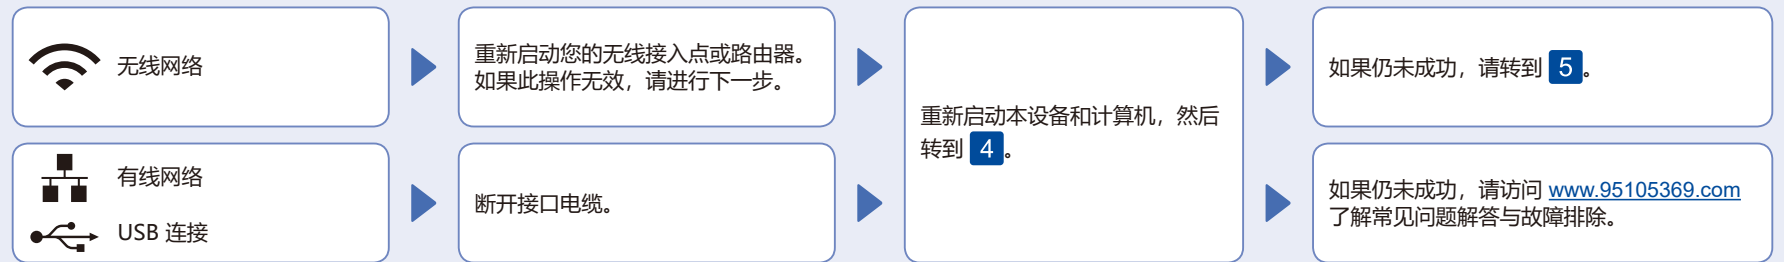 无线网络
重新启动您的无线接入点或路由器。
如果此操作无效，请进行下一步。
有线网络
USB 连接
断开接口电缆。
重新启动本设备和计算机，然后
转到 4。
如果仍未成功，请转到 5。
如果仍未成功，请访问 www.95105369.com
了解常见问题解答与故障排除。